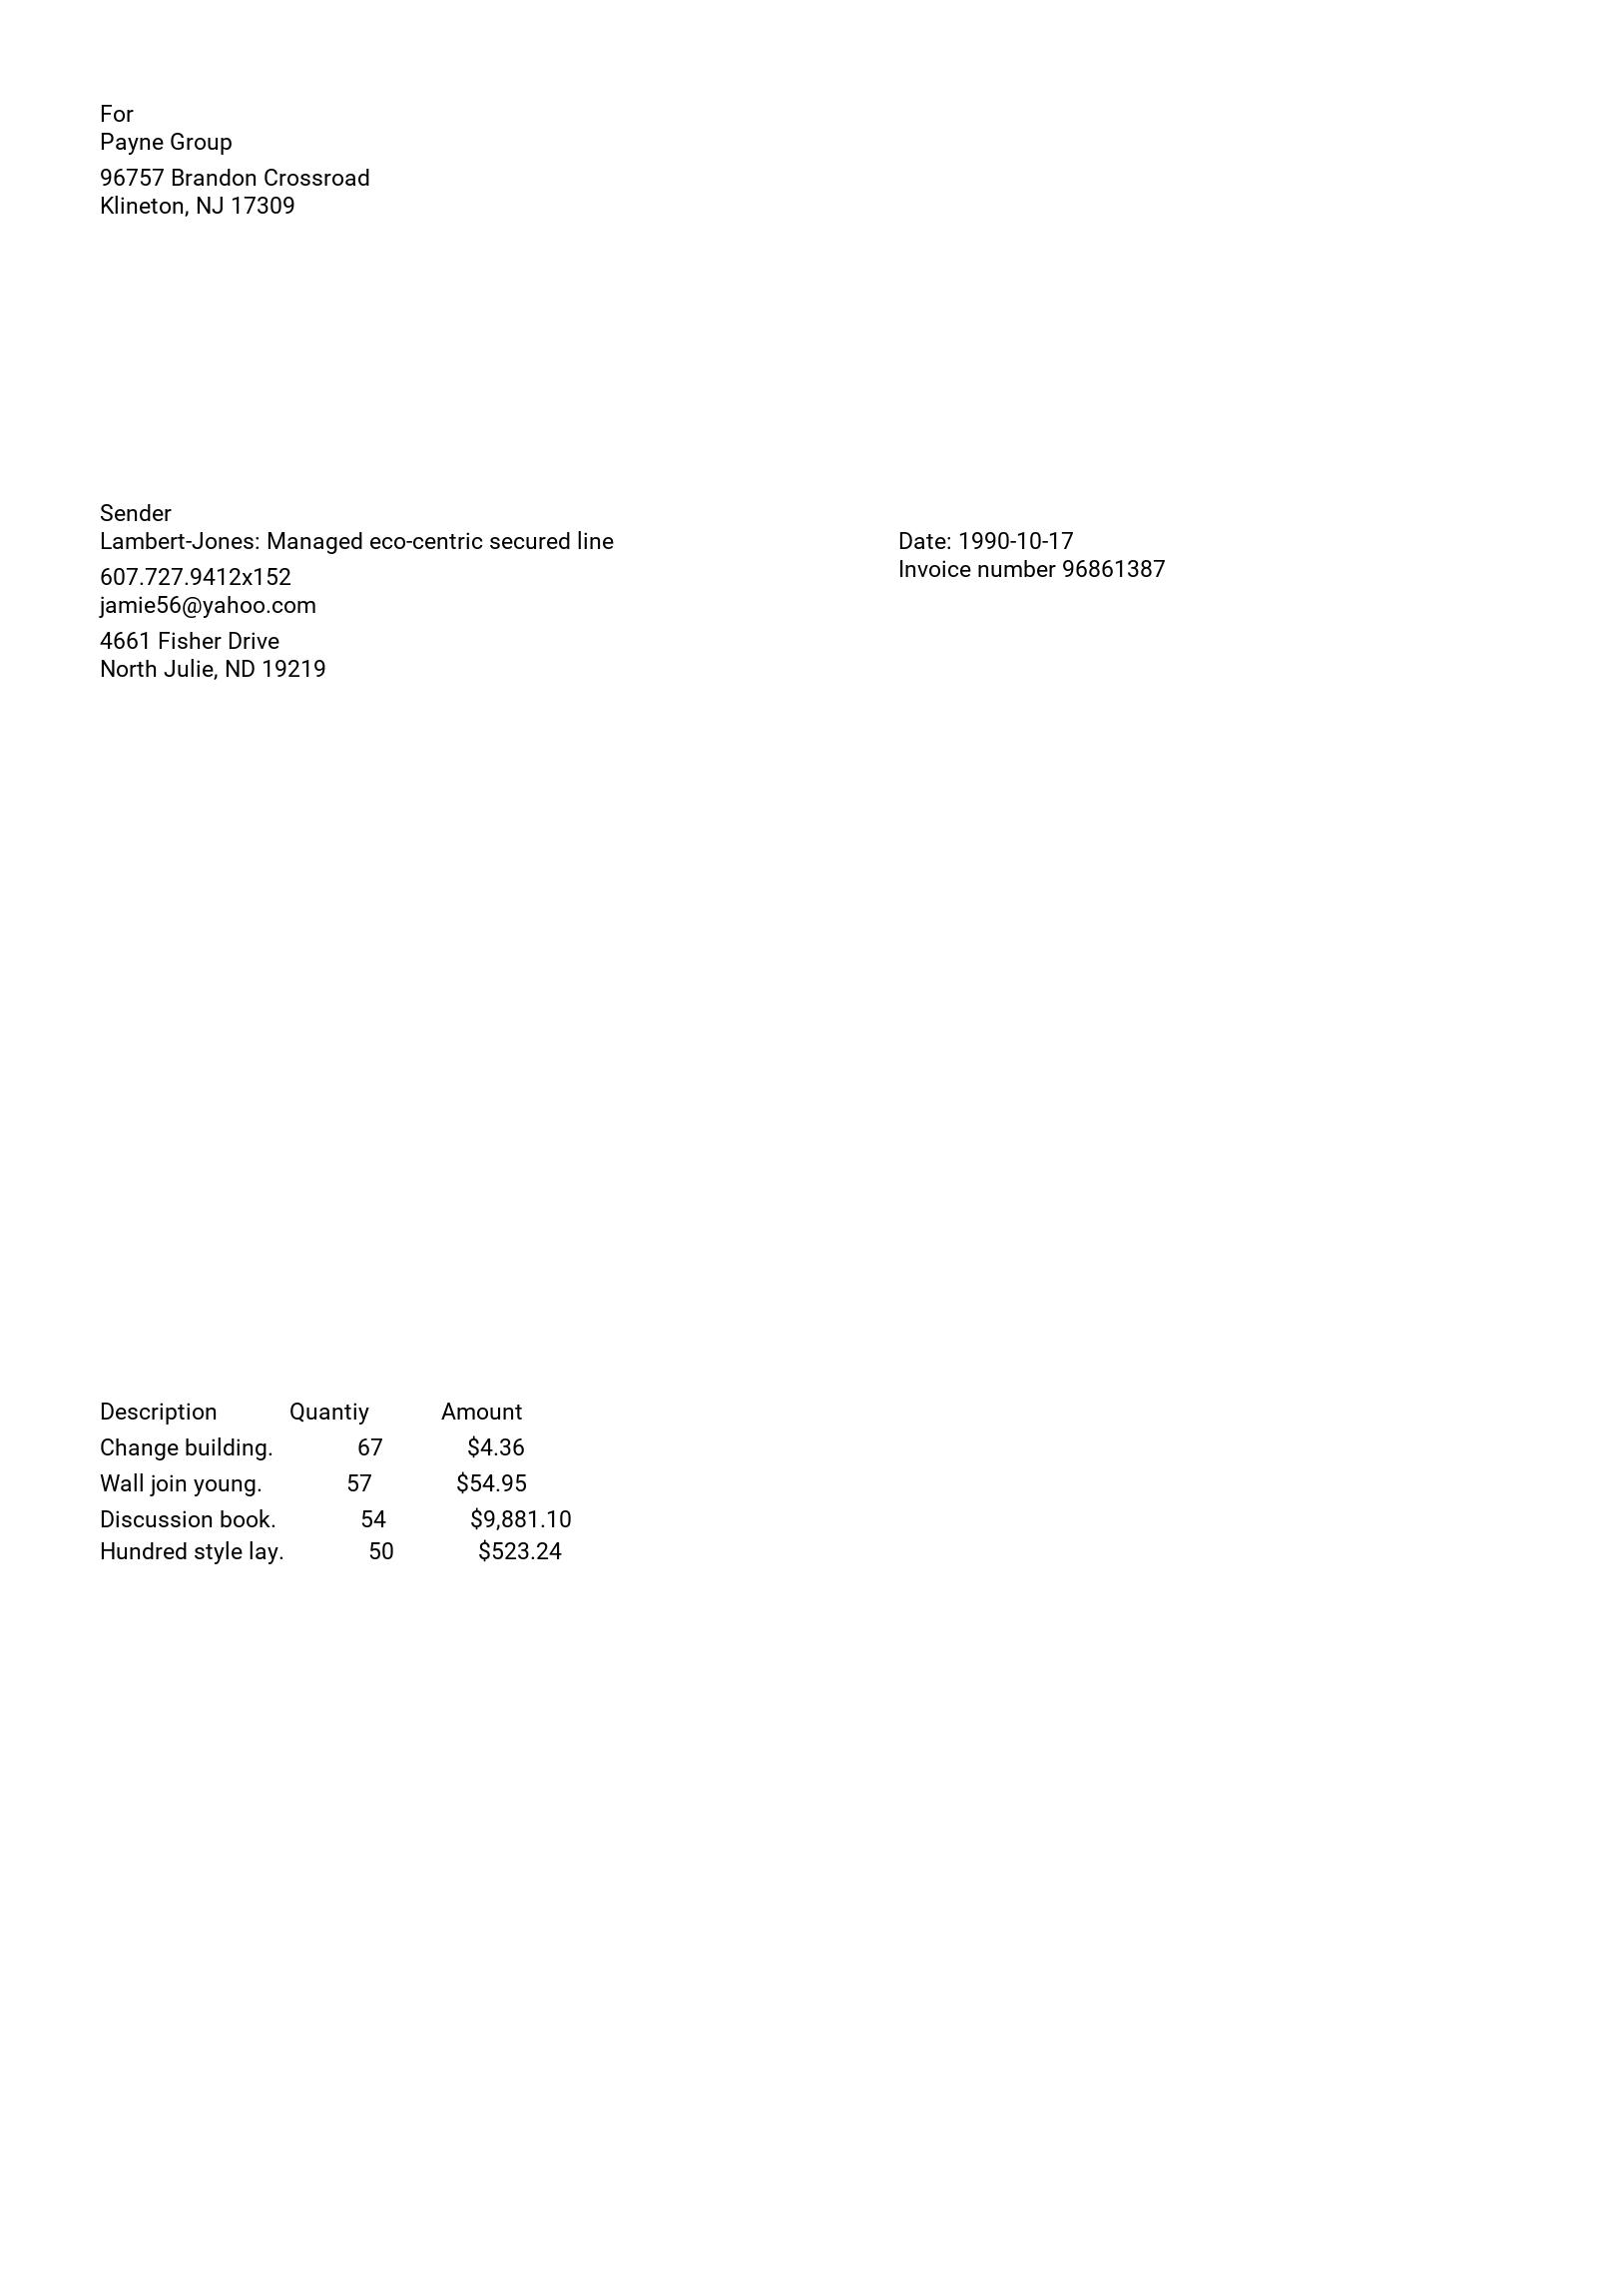 For
Payne Group
96757 Brandon Crossroad
Klineton, NJ 17309
Sender
Lambert-Jones: Managed eco-centric secured line
607.727.9412x152
jamie56@yahoo.com
4661 Fisher Drive
North Julie, ND 19219
Date: 1990-10-17
Invoice number 96861387
Description Quantiy Amount
Change building. 67 $4.36
Wall join young. 57 $54.95
Discussion book. 54 $9,881.10
Hundred style lay. 50 $523.24